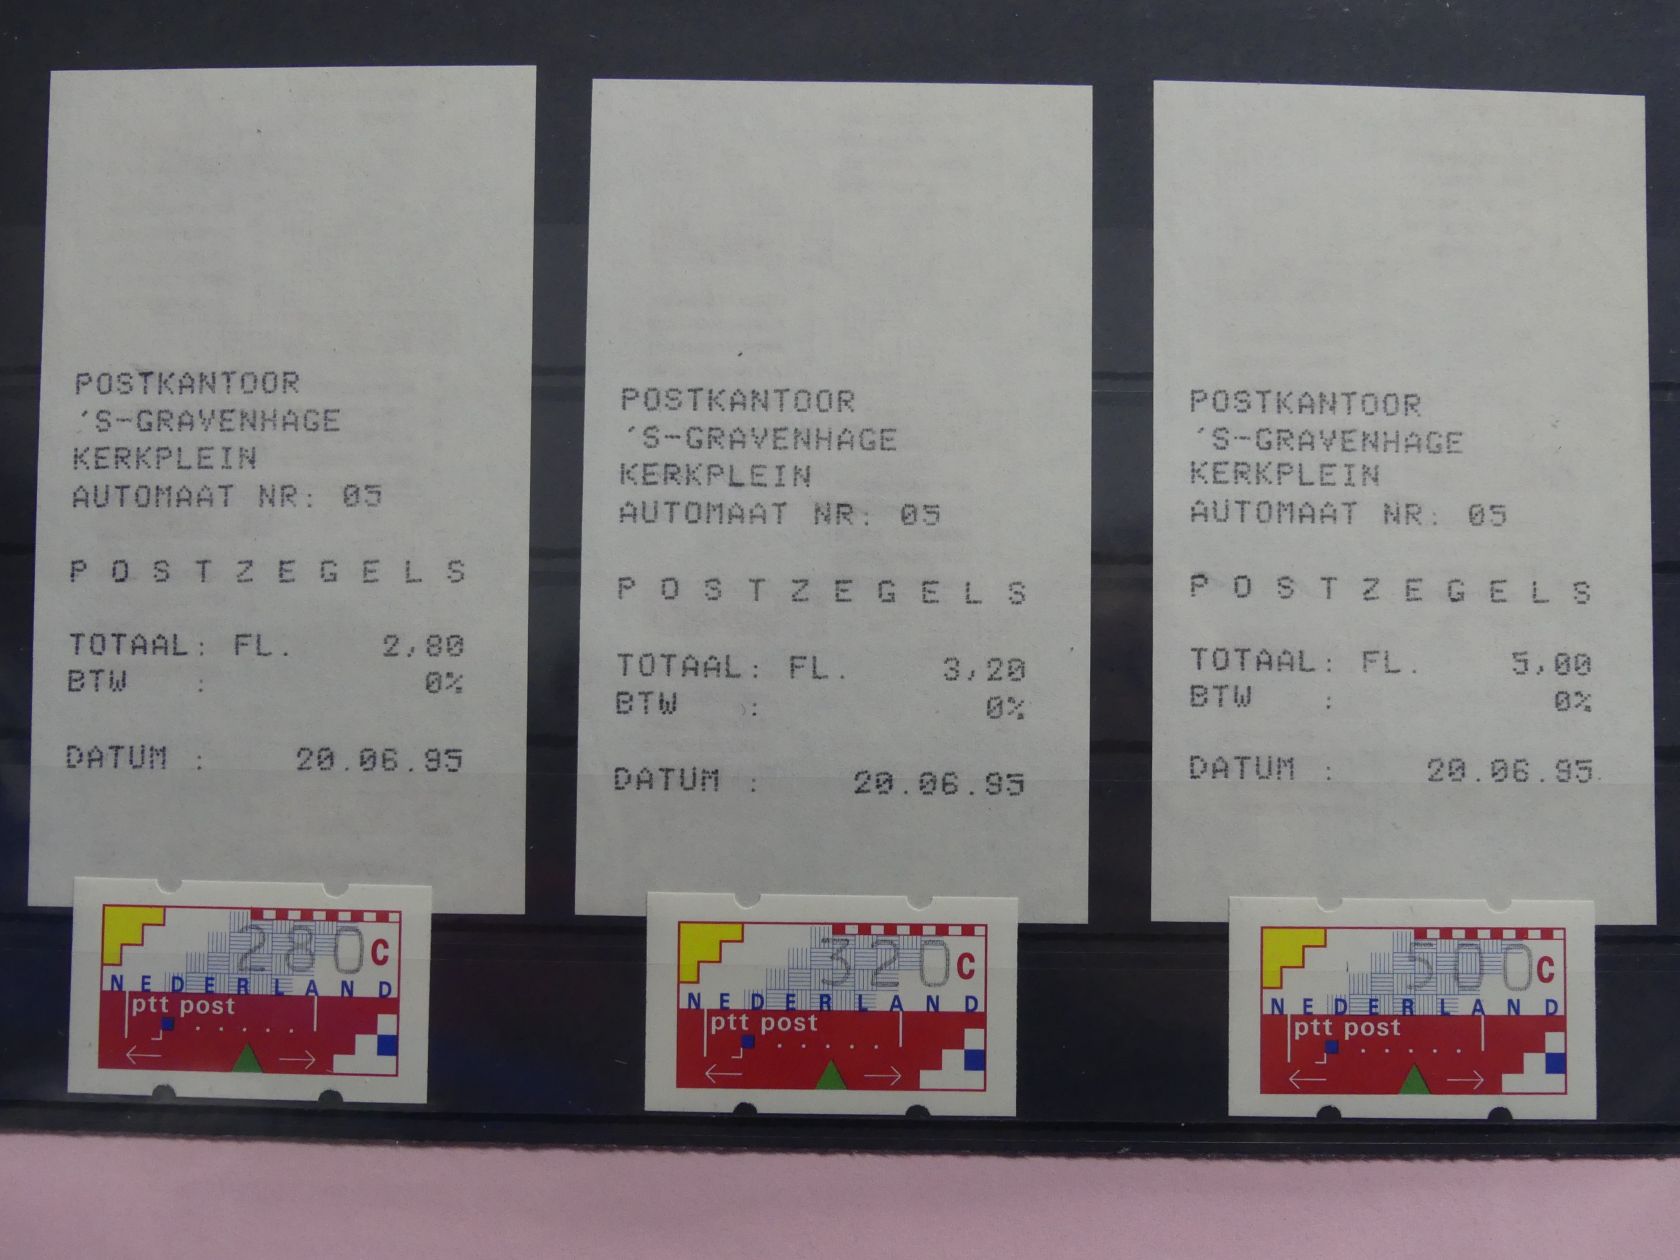 POSTKANTOOR
'S-GRAVENHAGE
KERKPLEIN
AUTOMAAT NR: 05
P O S T Z E G E L S
TOTAAL: FL. 2,80
BTW : 0%
DATUM : 20.06.95
280C
NEDERLAND
ptt post
POSTKANTOOR
'S-GRAVENHAGE
KERKPLEIN
AUTOMAAT NR: 05
P O S T Z E G E L S
TOTAAL: FL. 3,20
BTW : 0%
DATUM : 20.06.95
320C
NEDERLAND
ptt post
POSTKANTOOR
'S-GRAVENHAGE
KERKPLEIN
AUTOMAAT NR: 05
P O S T Z E G E L S
TOTAAL: FL. 5,00
BTW : 0%
DATUM : 20.06.95
500C
NEDERLAND
ptt post